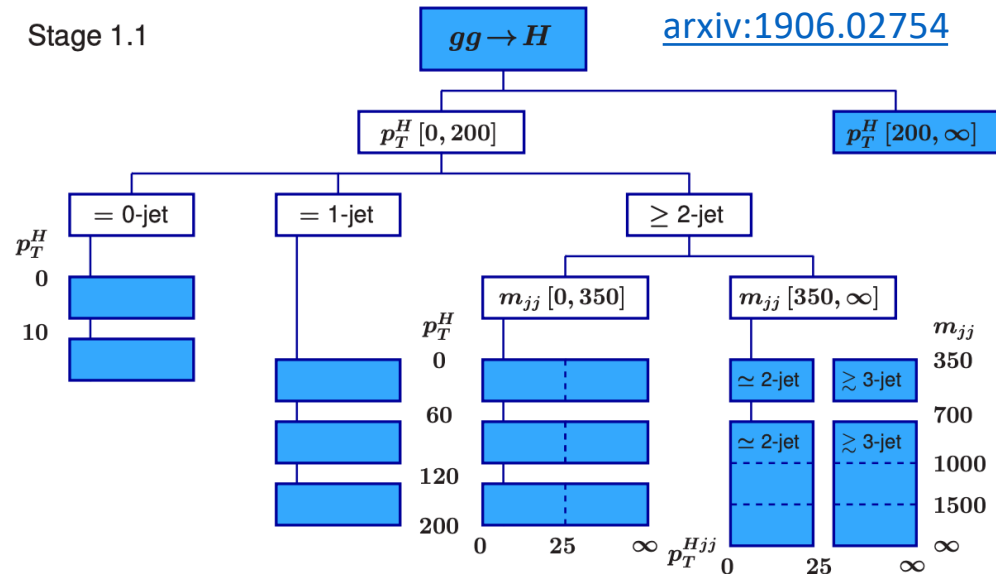 Stage 1.1
gg → H
arxiv:1906.02754
p_T^H [0, 200]
p_T^H [200, ∞]
= 0-jet
= 1-jet
≥ 2-jet
p_T^H
0
10
m_jj [0, 350]
m_jj [350, ∞]
p_T^H
0
60
120
200
m_jj
350
700
1000
1500
∞
≃ 2-jet
≳ 3-jet
≃ 2-jet
≳ 3-jet
0
25
∞
p_T^Hjj
0
25
∞